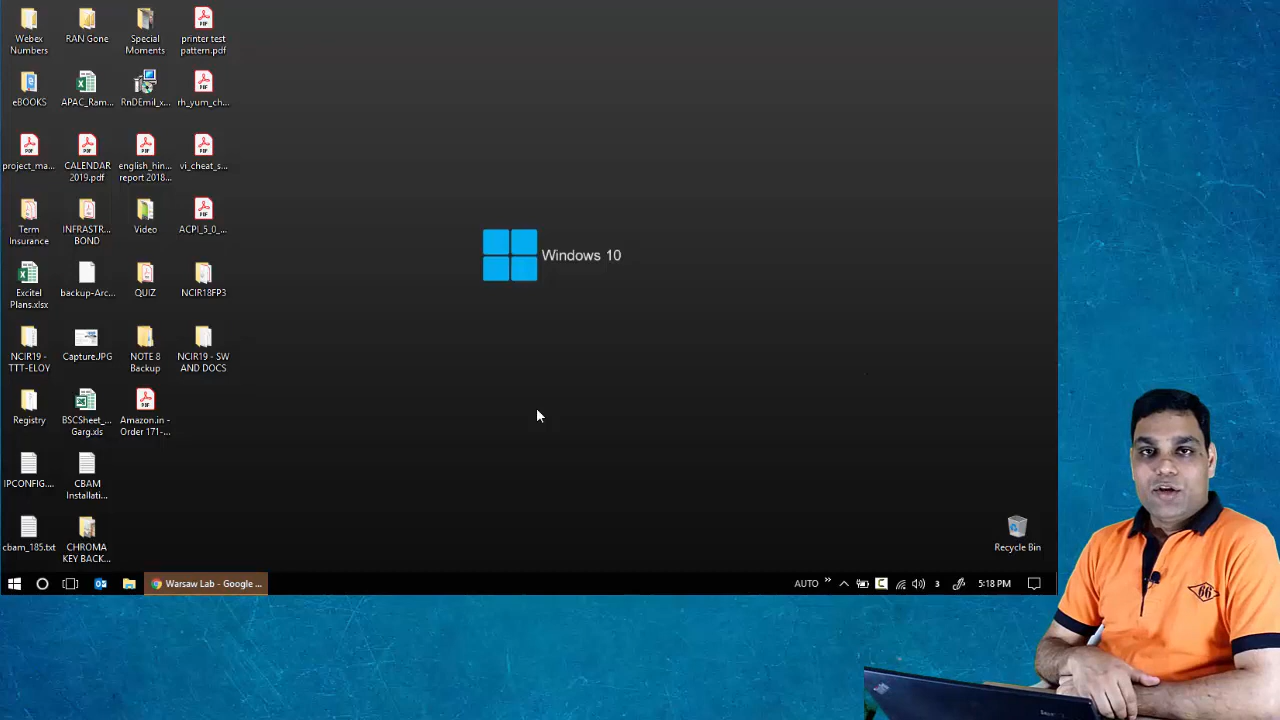 Webex
Numbers
RAN Gone
Special
Moments
printer test
pattern.pdf
eBOOKS
APAC_Ram...
RnDEmil_x...
rh_yum_ch...
project_ma...
CALENDAR
2019.pdf
english_hin...
report 2018...
vi_cheat_s...
Term
Insurance
INFRASTR...
BOND
Video
ACPI_5_0_...
Excitel
Plans.xlsx
backup-Arc...
QUIZ
NCIR18FP3
NCIR19 -
TTT-ELOY
Capture.JPG
NOTE 8
Backup
NCIR19 - SW
AND DOCS
Registry
BSCSheet_...
Garg.xls
Amazon.in -
Order 171-...
IPCONFIG....
CBAM
Installati...
cbam_185.txt
CHROMA
KEY BACK...
Windows 10
Recycle Bin
Warsaw Lab - Google ...
AUTO
3
5:18 PM
66